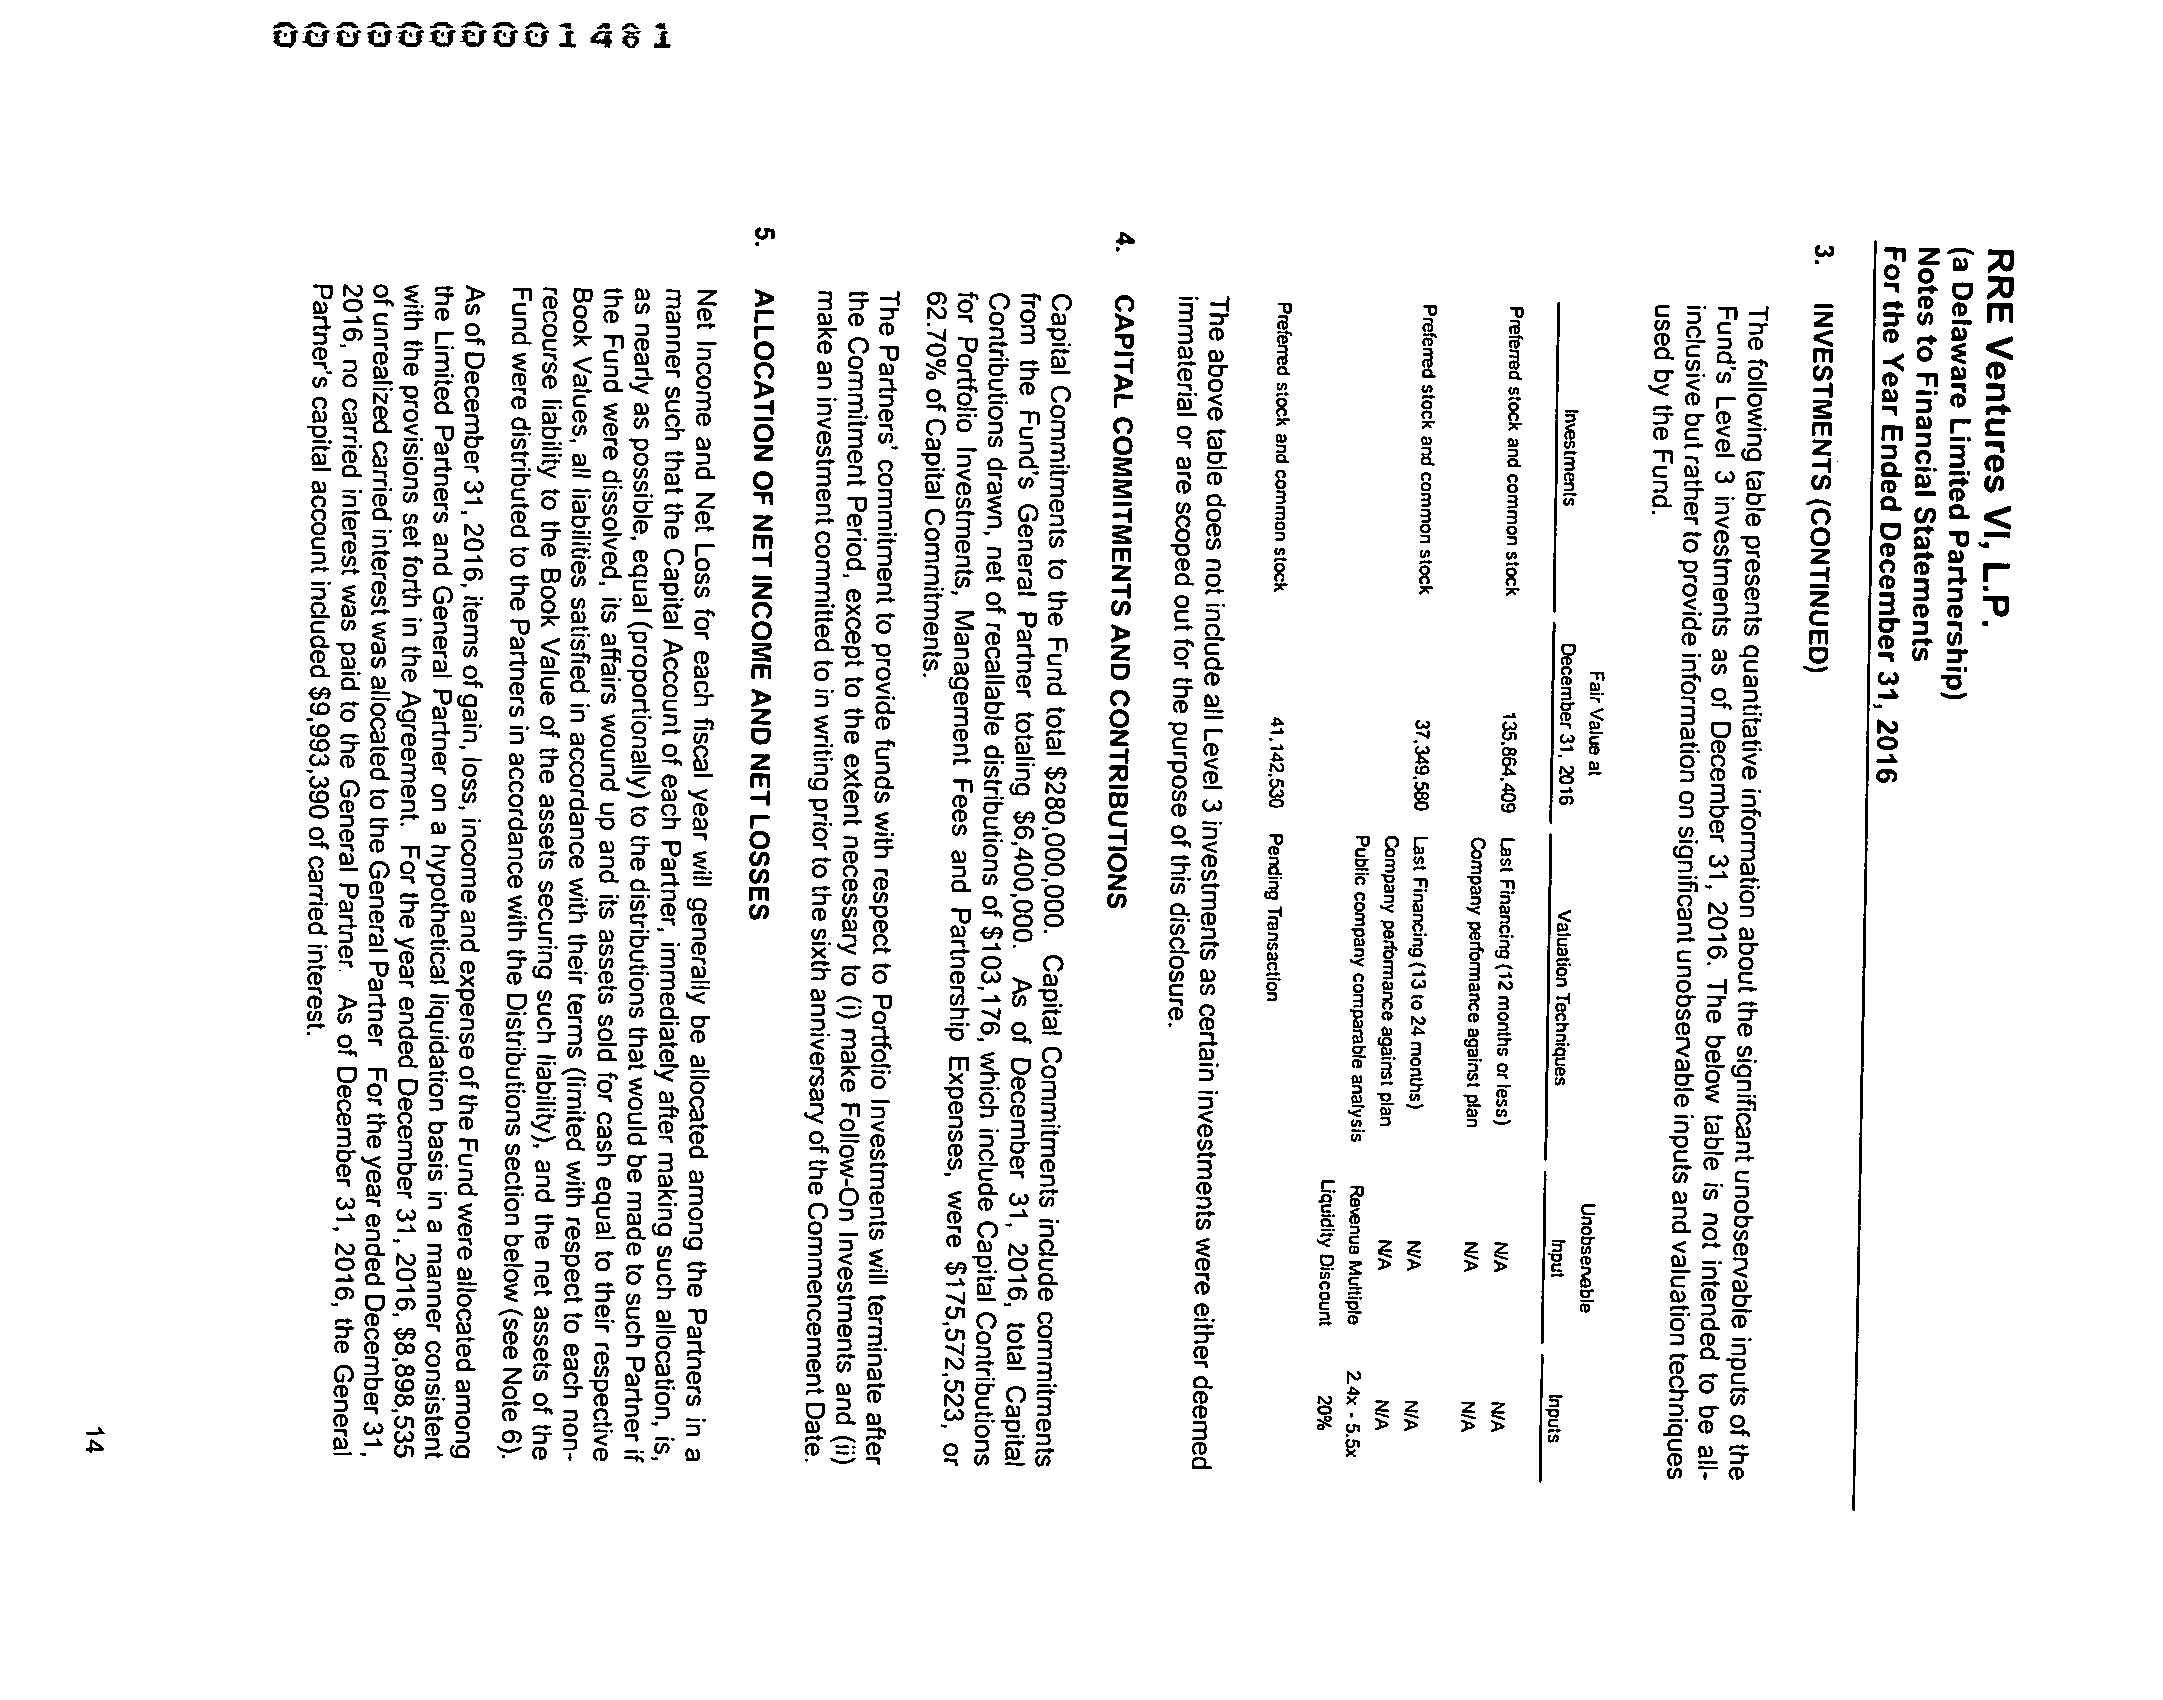 RRE Ventures VI, L.P.
(a Delaware Limited Partnership)
Notes to Financial Statements
For the Year Ended December 31, 2016
3. INVESTMENTS (CONTINUED)
The following table presents quantitative information about the significant unobservable inputs of the
Fund's Level 3 investments as of December 31, 2016. The below table is not intended to be all-
inclusive but rather to provide information on significant unobservable inputs and valuation techniques
used by the Fund.
Fair Value at Unobservable
Investments December 31, 2016 Valuation Techniques Input Inputs
Preferred stock and common stock 135,864,409 Last Financing (12 months or less) N/A N/A
Company performance against plan N/A N/A
Preferred stock and common stock 37,349,580 Last Financing (13 to 24 months) N/A N/A
Company performance against plan N/A N/A
Public company comparable analysis Revenue Multiple 2.4x - 5.5x
Liquidity Discount 20%
Preferred stock and common stock 41,142,530 Pending Transaction
The above table does not include all Level 3 investments as certain investments were either deemed
immaterial or are scoped out for the purpose of this disclosure.
4. CAPITAL COMMITMENTS AND CONTRIBUTIONS
Capital Commitments to the Fund total $280,000,000. Capital Commitments include commitments
from the Fund's General Partner totaling $6,400,000. As of December 31, 2016, total Capital
Contributions drawn, net of recallable distributions of $103,176, which include Capital Contributions
for Portfolio Investments, Management Fees and Partnership Expenses, were $175,572,523, or
62.70% of Capital Commitments.
The Partners' commitment to provide funds with respect to Portfolio Investments will terminate after
the Commitment Period, except to the extent necessary to (i) make Follow-On Investments and (ii)
make an investment committed to in writing prior to the sixth anniversary of the Commencement Date.
5. ALLOCATION OF NET INCOME AND NET LOSSES
Net Income and Net Loss for each fiscal year will generally be allocated among the Partners in a
manner such that the Capital Account of each Partner, immediately after making such allocation, is,
as nearly as possible, equal (proportionally) to the distributions that would be made to such Partner if
the Fund were dissolved, its affairs wound up and its assets sold for cash equal to their respective
Book Values, all liabilities satisfied in accordance with their terms (limited with respect to each non-
recourse liability to the Book Value of the assets securing such liability), and the net assets of the
Fund were distributed to the Partners in accordance with the Distributions section below (see Note 6).
As of December 31, 2016, items of gain, loss, income and expense of the Fund were allocated among
the Limited Partners and General Partner on a hypothetical liquidation basis in a manner consistent
with the provisions set forth in the Agreement. For the year ended December 31, 2016, $8,898,535
of unrealized carried interest was allocated to the General Partner For the year ended December 31,
2016, no carried interest was paid to the General Partner. As of December 31, 2016, the General
Partner's capital account included $9,993,390 of carried interest.
14
0000000001461